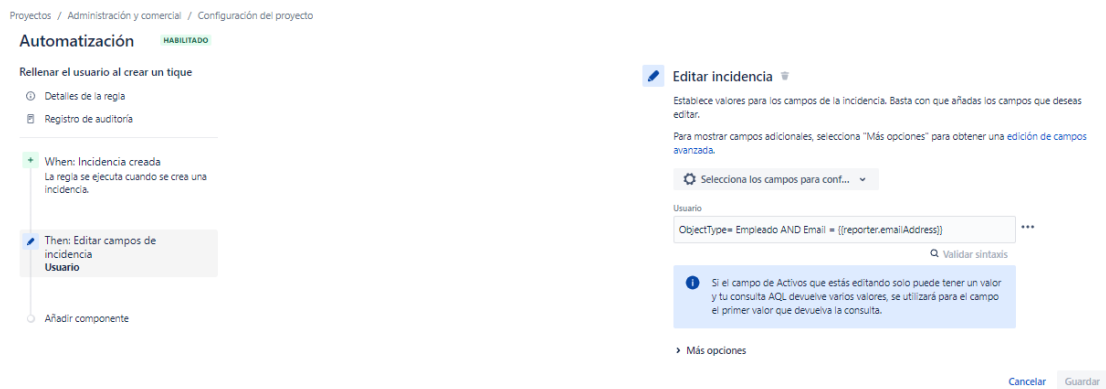 Proyectos / Administración y comercial / Configuración del proyecto
Automatización HABILITADO
Rellenar el usuario al crear un tique
Detalles de la regla
Registro de auditoría
When: Incidencia creada
La regla se ejecuta cuando se crea una
incidencia.
Then: Editar campos de
incidencia
Usuario
Añadir componente
Editar incidencia
Establece valores para los campos de la incidencia. Basta con que añadas los campos que deseas
editar.
Para mostrar campos adicionales, selecciona "Más opciones" para obtener una edición de campos
avanzada.
Selecciona los campos para conf...
Usuario
ObjectType= Empleado AND Email = {{reporter.emailAddress}}
Validar sintaxis
Si el campo de Activos que estás editando solo puede tener un valor
y tu consulta AQL devuelve varios valores, se utilizará para el campo
el primer valor que devuelva la consulta.
Más opciones
Cancelar Guardar